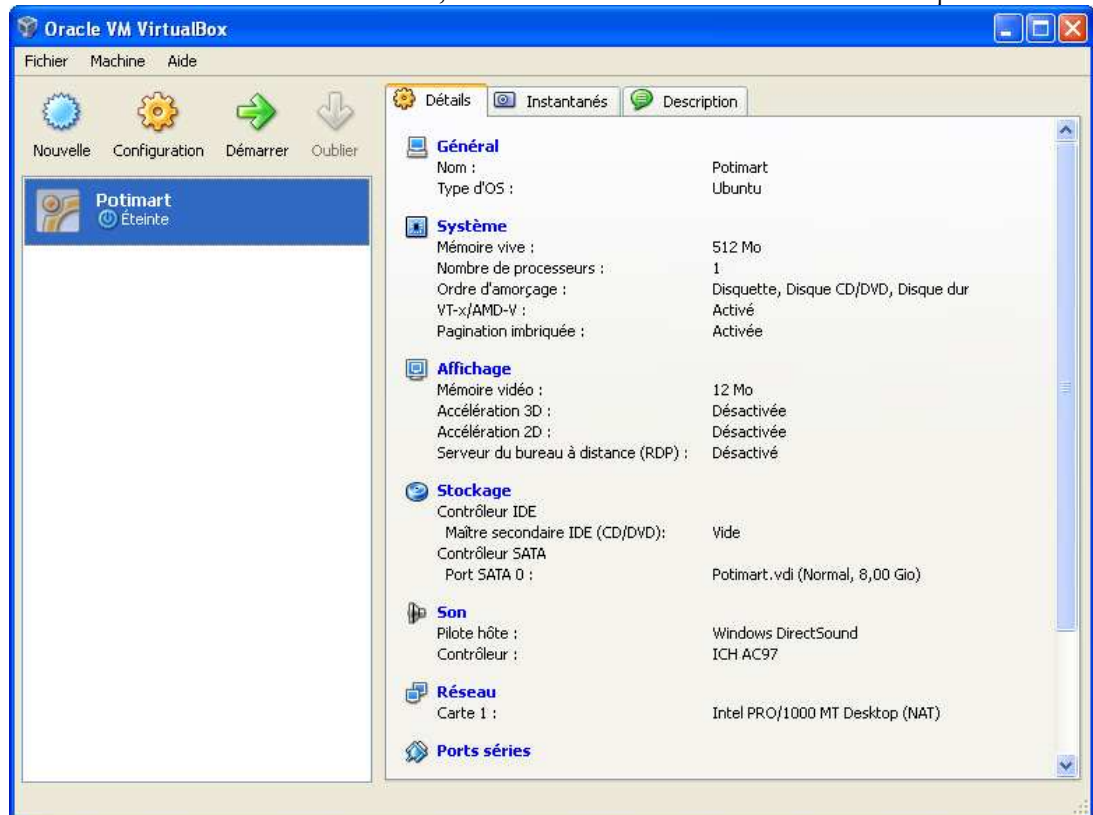 Oracle VM VirtualBox
Fichier Machine Aide
Nouvelle Configuration Démarrer Oublier
Potimart
Éteinte
Détails Instantanés Description
Général
Nom : Potimart
Type d'OS : Ubuntu
Système
Mémoire vive : 512 Mo
Nombre de processeurs : 1
Ordre d'amorçage : Disquette, Disque CD/DVD, Disque dur
VT-x/AMD-V : Activé
Pagination imbriquée : Activée
Affichage
Mémoire vidéo : 12 Mo
Accélération 3D : Désactivée
Accélération 2D : Désactivée
Serveur du bureau à distance (RDP) : Désactivé
Stockage
Contrôleur IDE
Maître secondaire IDE (CD/DVD): Vide
Contrôleur SATA
Port SATA 0 : Potimart.vdi (Normal, 8,00 Gio)
Son
Pilote hôte : Windows DirectSound
Contrôleur : ICH AC97
Réseau
Carte 1 : Intel PRO/1000 MT Desktop (NAT)
Ports séries